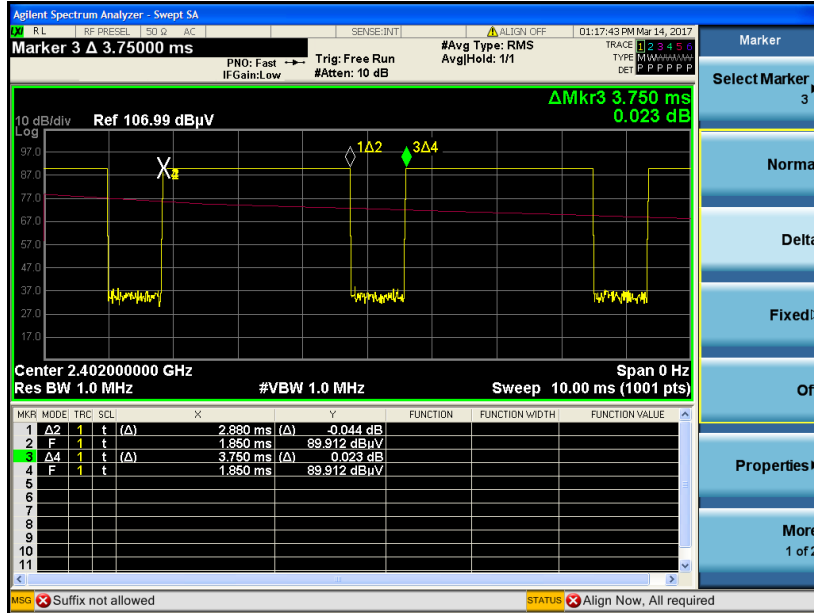 Agilent Spectrum Analyzer - Swept SA
LXI RL RF PRESEL 50 Ω AC SENSE:INT ALIGN OFF 01:17:43 PM Mar 14, 2017
Marker 3 Δ 3.75000 ms
PNO: Fast
IFGain:Low
Trig: Free Run
#Atten: 10 dB
#Avg Type: RMS
Avg|Hold: 1/1
TRACE 1 2 3 4 5 6
TYPE MWWWWW
DET P P P P P P
Marker
Select Marker
3
Normal
Delta
Fixed
Off
Properties
More
1 of 2
ΔMkr3 3.750 ms
0.023 dB
10 dB/div Ref 106.99 dBµV
Log
97.0
87.0
77.0
67.0
57.0
47.0
37.0
27.0
17.0
1Δ2
3Δ4
Center 2.402000000 GHz Span 0 Hz
Res BW 1.0 MHz #VBW 1.0 MHz Sweep 10.00 ms (1001 pts)
MKR MODE TRC SCL X Y FUNCTION FUNCTION WIDTH FUNCTION VALUE
1 Δ2 1 t (Δ) 2.880 ms (Δ) -0.044 dB
2 F 1 t 1.850 ms 89.912 dBµV
3 Δ4 1 t (Δ) 3.750 ms (Δ) 0.023 dB
4 F 1 t 1.850 ms 89.912 dBµV
5
6
7
8
9
10
11
MSG Suffix not allowed STATUS Align Now, All required